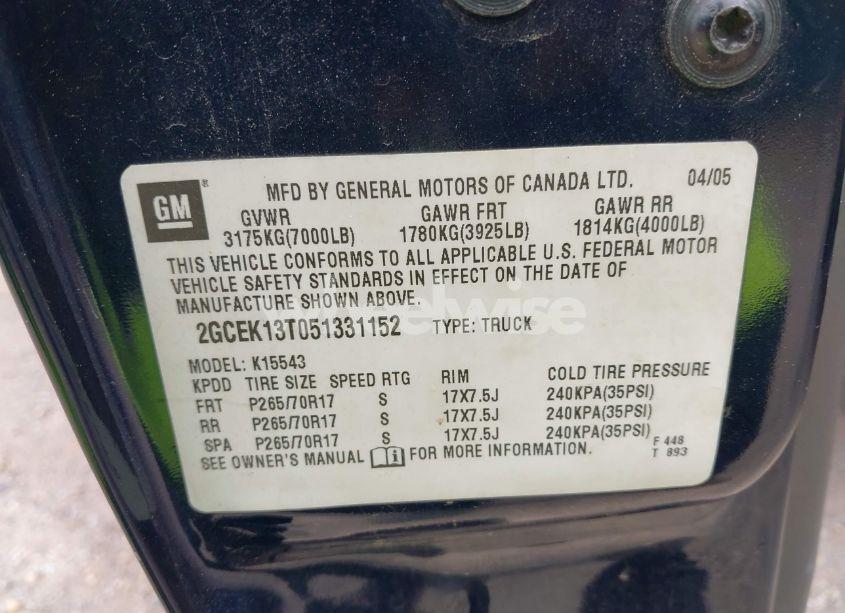 GM ®
MFD BY GENERAL MOTORS OF CANADA LTD. 04/05
GVWR GAWR FRT GAWR RR
3175KG(7000LB) 1780KG(3925LB) 1814KG(4000LB)
THIS VEHICLE CONFORMS TO ALL APPLICABLE U.S. FEDERAL MOTOR
VEHICLE SAFETY STANDARDS IN EFFECT ON THE DATE OF
MANUFACTURE SHOWN ABOVE.
2GCEK13T051331152 TYPE: TRUCK
MODEL: K15543
KPDD TIRE SIZE SPEED RTG RIM COLD TIRE PRESSURE
FRT P265/70R17 S 17X7.5J 240KPA(35PSI)
RR P265/70R17 S 17X7.5J 240KPA(35PSI)
SPA P265/70R17 S 17X7.5J 240KPA(35PSI)
SEE OWNER'S MANUAL i FOR MORE INFORMATION.
F 448
T 893
wheelwise